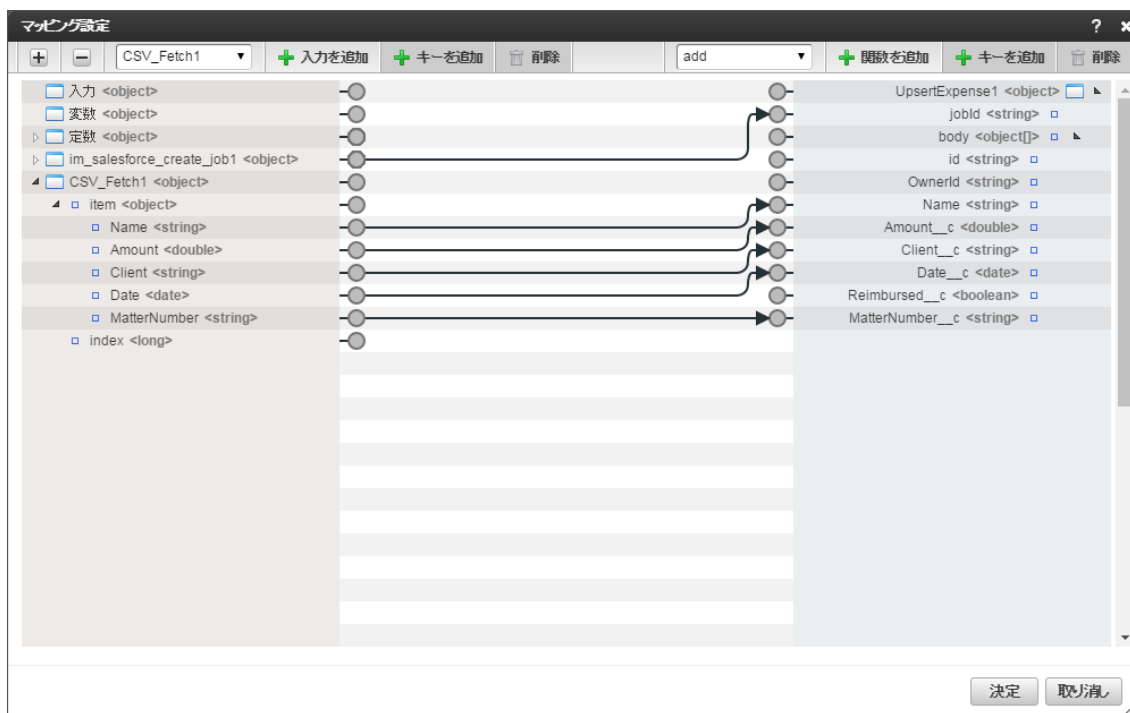 マッピング設定
?
CSV_Fetch1 入力を追加 キーを追加 削除 add 関数を追加 キーを追加 削除
入力 <object> UpsertExpense1 <object>
変数 <object> jobId <string>
定数 <object> body <object[]>
im_salesforce_create_job1 <object> id <string>
CSV_Fetch1 <object> OwnerId <string>
item <object> Name <string>
Name <string> Amount__c <double>
Amount <double> Client__c <string>
Client <string> Date__c <date>
Date <date> Reimbursed__c <boolean>
MatterNumber <string> MatterNumber__c <string>
index <long>
決定 取り消し